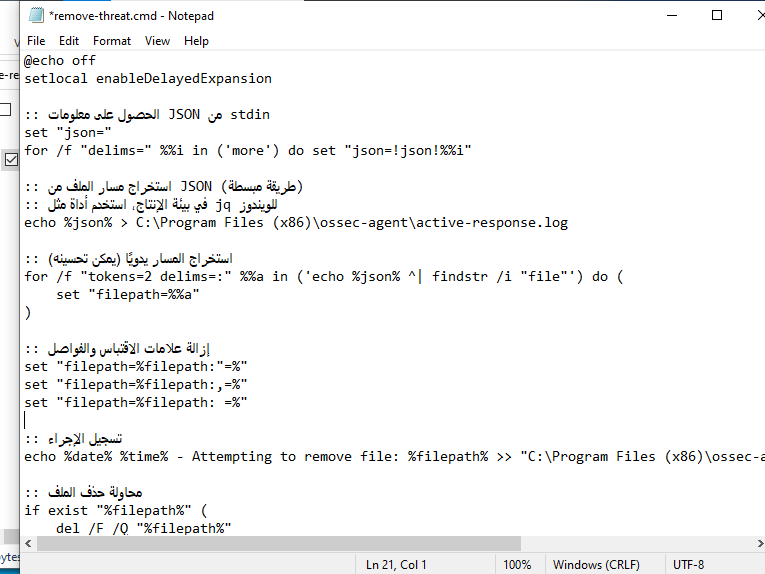 *remove-threat.cmd - Notepad
File Edit Format View Help
@echo off
setlocal enableDelayedExpansion
:: الحصول على معلومات JSON من stdin
set "json="
for /f "delims=" %%i in ('more') do set "json=!json!%%i"
:: استخراج مسار الملف من JSON (طريقة مبسطة)
:: في بيئة الإنتاج، استخدم أداة مثل jq للويندوز
echo %json% > C:\Program Files (x86)\ossec-agent\active-response.log
:: استخراج المسار يدويًا (يمكن تحسينه)
for /f "tokens=2 delims=:" %%a in ('echo %json% ^| findstr /i "file"') do (
set "filepath=%%a"
)
:: إزالة علامات الاقتباس والفواصل
set "filepath=%filepath:"=%"
set "filepath=%filepath:,=%"
set "filepath=%filepath: =%"
:: تسجيل الإجراء
echo %date% %time% - Attempting to remove file: %filepath% >> "C:\Program Files (x86)\ossec-a
:: محاولة حذف الملف
if exist "%filepath%" (
del /F /Q "%filepath%"
Ln 21, Col 1 100% Windows (CRLF) UTF-8